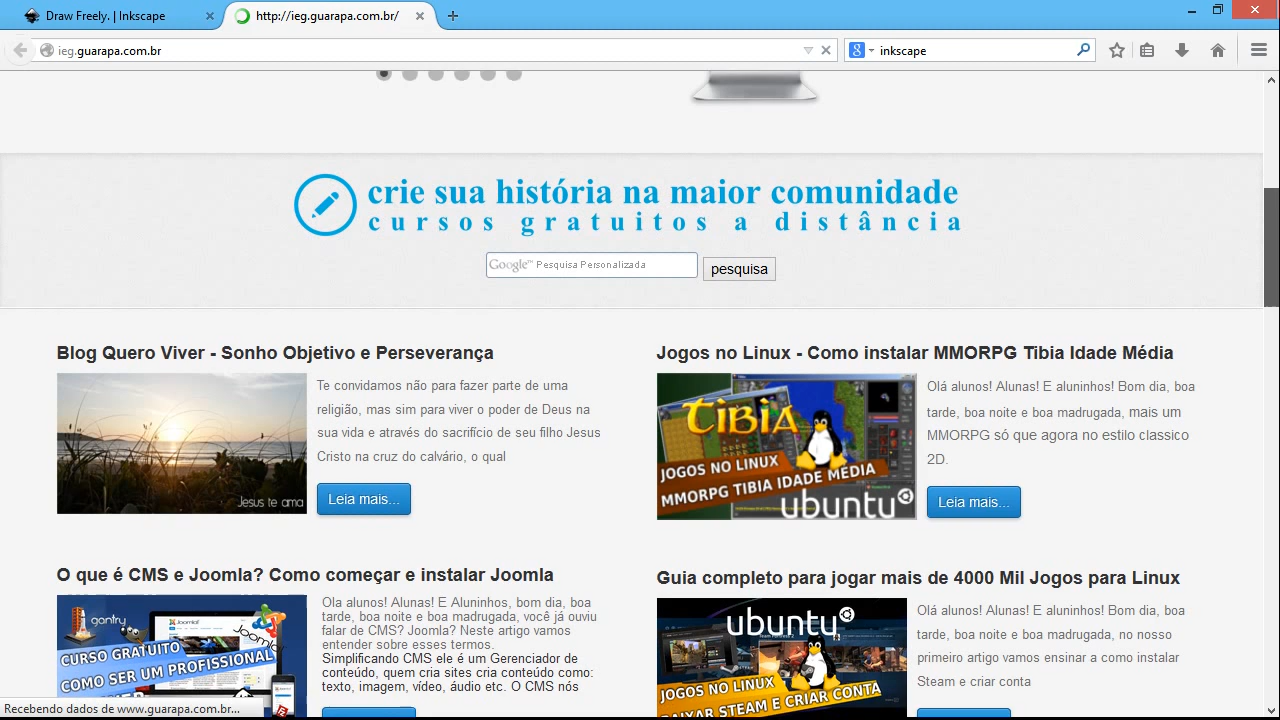 Draw Freely. | Inkscape
http://ieg.guarapa.com.br/
ieg.guarapa.com.br
inkscape
crie sua história na maior comunidade
cursos gratuitos a distância
Google™ Pesquisa Personalizada
pesquisa
Blog Quero Viver - Sonho Objetivo e Perseverança
Te convidamos não para fazer parte de uma
religião, mas sim para viver o poder de Deus na
sua vida e através do sacrifício de seu filho Jesus
Cristo na cruz do calvário, o qual
Jesus te ama
Leia mais...
Jogos no Linux - Como instalar MMORPG Tibia Idade Média
TIBIA
JOGOS NO LINUX
MMORPG TIBIA IDADE MÉDIA
ubuntu
Olá alunos! Alunas! E aluninhos! Bom dia, boa
tarde, boa noite e boa madrugada, mais um
MMORPG só que agora no estilo classico
2D.
Leia mais...
O que é CMS e Joomla? Como começar e instalar Joomla
gantry
Joomla!
CURSO GRATUITO
COMO SER UM PROFISSIONAL
Ola alunos! Alunas! E Aluninhos, bom dia, boa
tarde, boa noite e boa madrugada, você já ouviu
falar de CMS? Joomla? Neste artigo vamos
entender sobre esses termos.
Simplificando CMS ele é um Gerenciador de
conteúdo, quem cria sites cria conteúdo como:
texto, imagem, vídeo, áudio etc. O CMS nós
Guia completo para jogar mais de 4000 Mil Jogos para Linux
ubuntu
JOGOS NO LINUX
BAIXAR STEAM E CRIAR CONTA
Olá alunos! Alunas! E aluninhos! Bom dia, boa
tarde, boa noite e boa madrugada, no nosso
primeiro artigo vamos ensinar a como instalar
Steam e criar conta
Recebendo dados de www.guarapa.com.br...